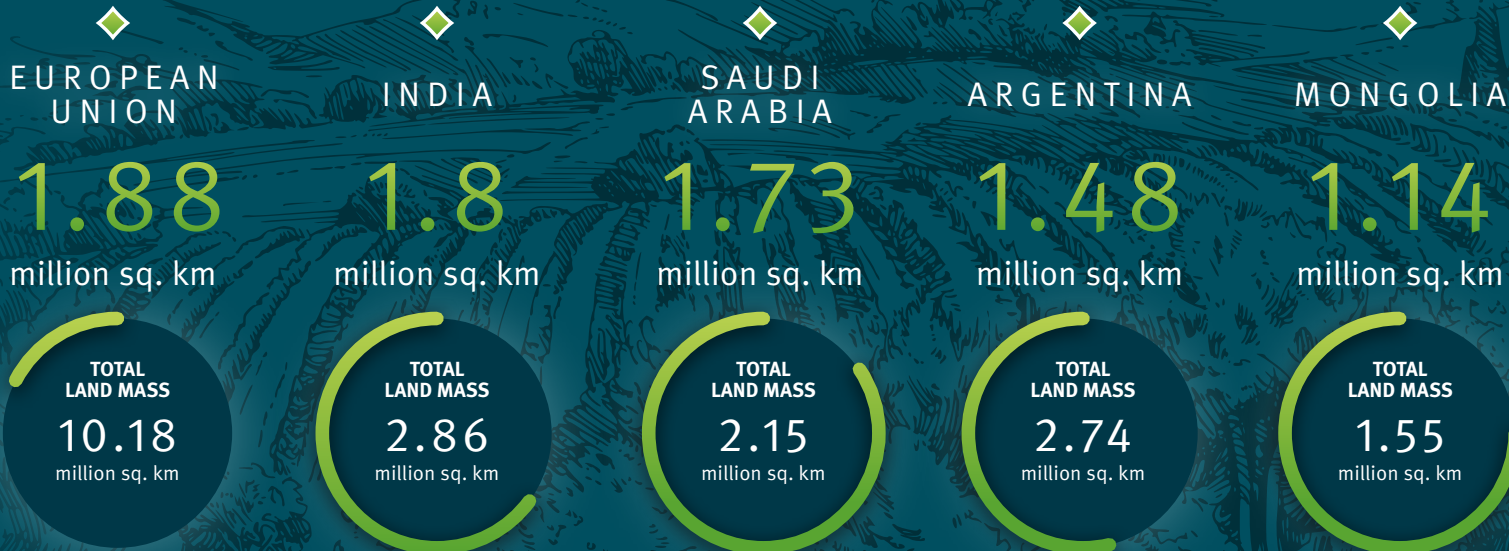 EUROPEAN
UNION
1.88
million sq. km
TOTAL
LAND MASS
10.18
million sq. km
INDIA
1.8
million sq. km
TOTAL
LAND MASS
2.86
million sq. km
SAUDI
ARABIA
1.73
million sq. km
TOTAL
LAND MASS
2.15
million sq. km
ARGENTINA
1.48
million sq. km
TOTAL
LAND MASS
2.74
million sq. km
MONGOLIA
1.14
million sq. km
TOTAL
LAND MASS
1.55
million sq. km